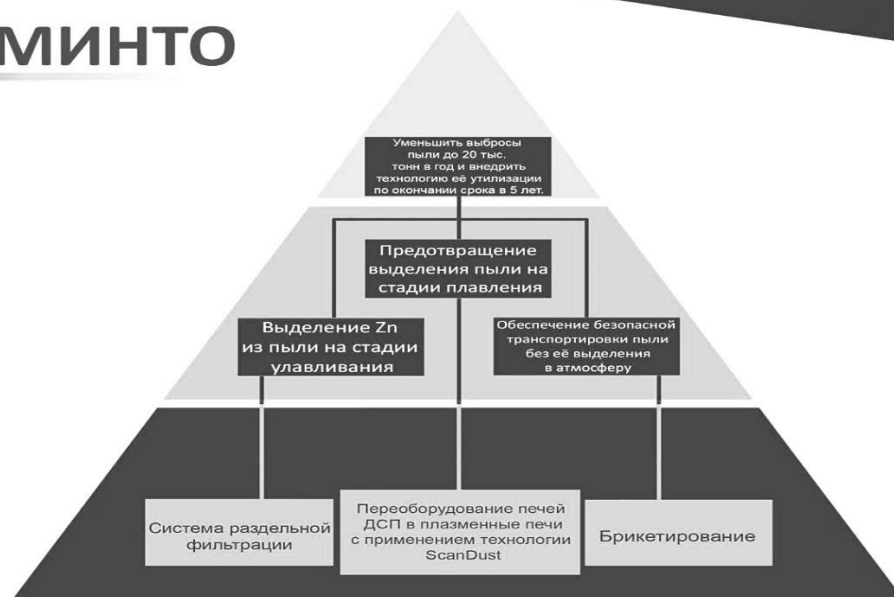 МИНТО
Уменьшить выбросы
пыли до 20 тыс.
тонн в год и внедрить
технологию её утилизации
по окончании срока в 5 лет.
Предотвращение
выделения пыли на
стадии плавления
Выделение Zn
из пыли на стадии
улавливания
Обеспечение безопасной
транспортировки пыли
без её выделения
в атмосферу
Система раздельной
фильтрации
Переоборудование печей
ДСП в плазменные печи
с применением технологии
ScanDust
Брикетирование